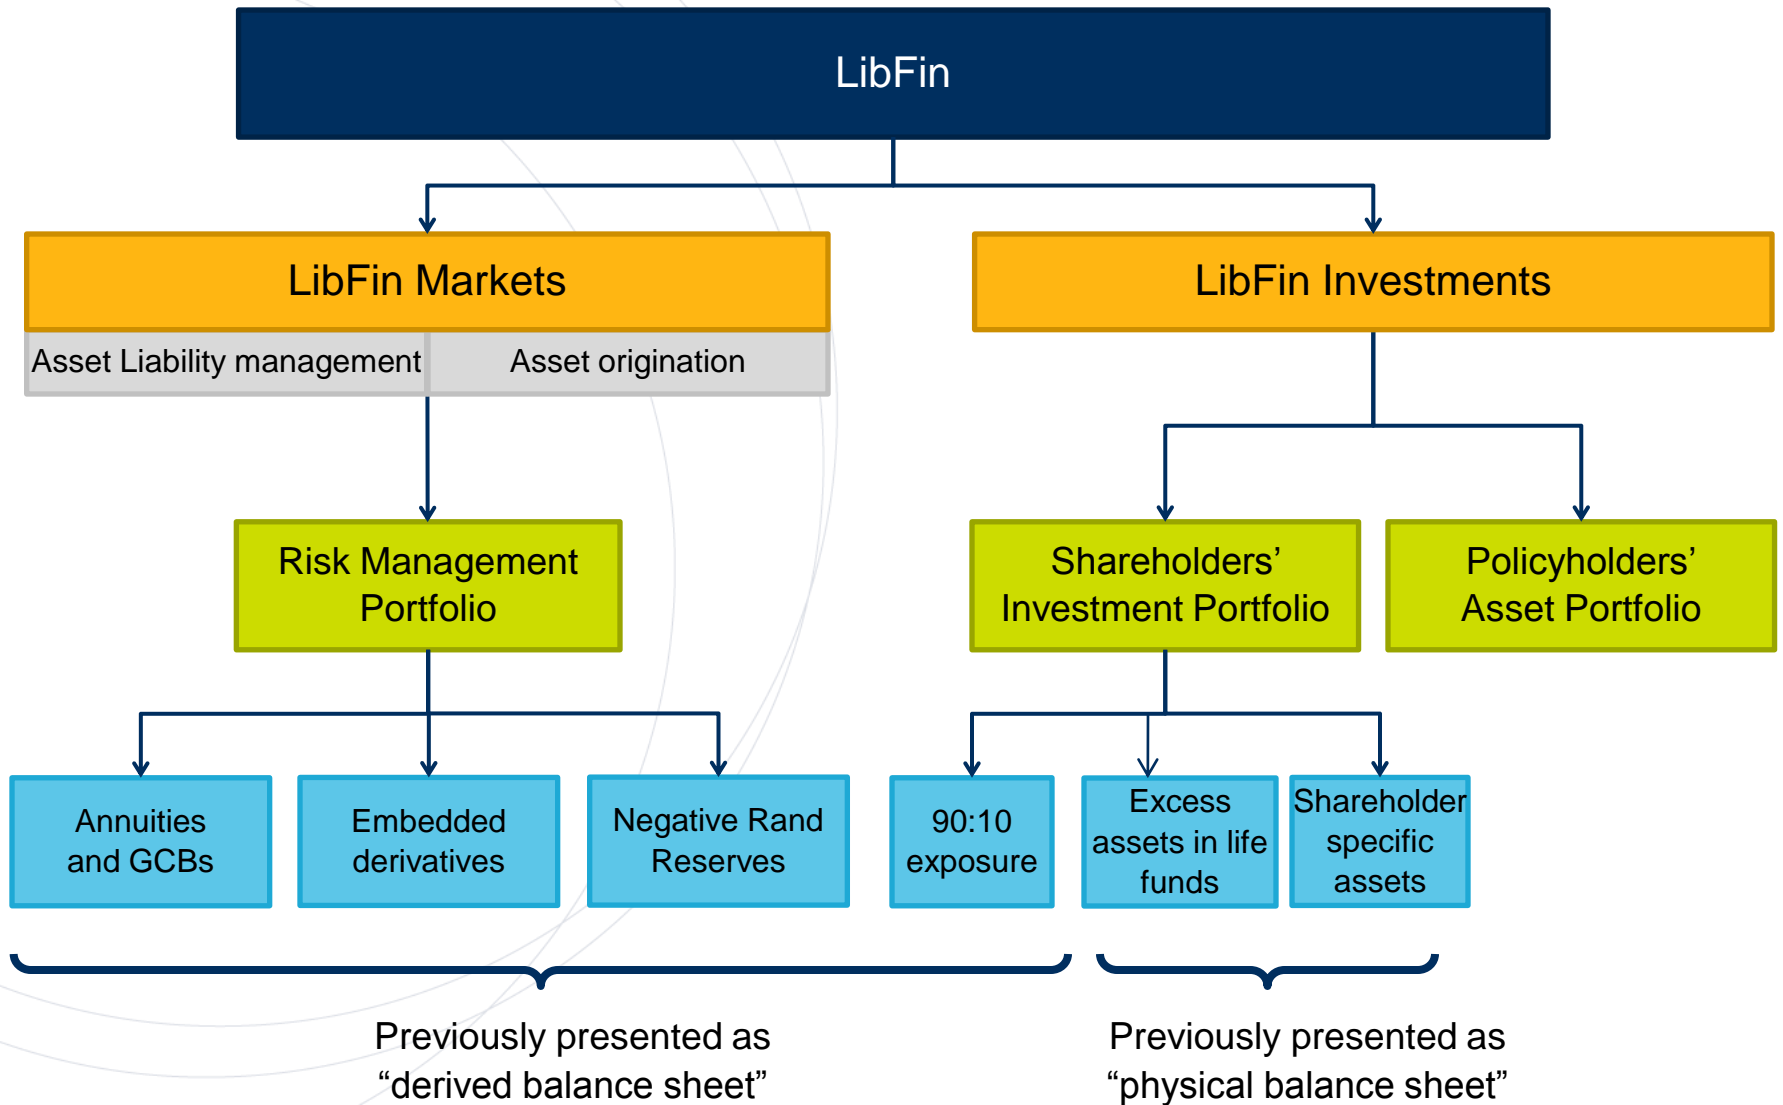 LibFin
LibFin Markets
LibFin Investments
Asset Liability management
Asset origination
Risk Management
Portfolio
Shareholders’
Investment Portfolio
Policyholders’
Asset Portfolio
Annuities
and GCBs
Embedded
derivatives
Negative Rand
Reserves
90:10
exposure
Excess
assets in life
funds
Shareholder
specific
assets
Previously presented as
“derived balance sheet”
Previously presented as
“physical balance sheet”